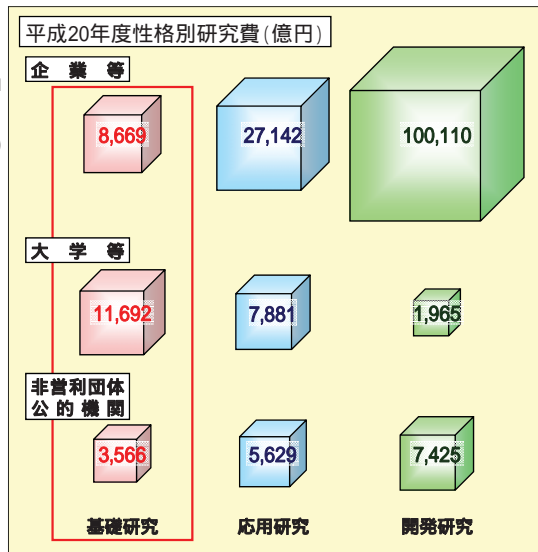 平成20年度性格別研究費(億円)
企業等
8,669
27,142
100,110
大学等
11,692
7,881
1,965
非営利団体
公的機関
3,566
5,629
7,425
基礎研究
応用研究
開発研究